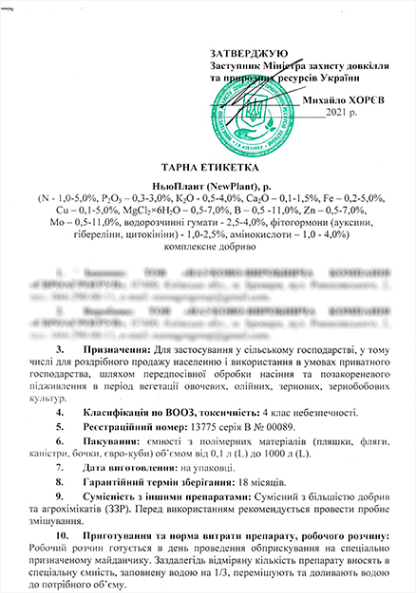 ЗАТВЕРДЖУЮ
Заступник Міністра захисту довкілля
та природних ресурсів України
Михайло ХОРЄВ
2021 р.
ТАРНА ЕТИКЕТКА
НьюПлант (NewPlant), р.
(N - 1,0-5,0%, P₂O₅ – 0,3-3,0%, K₂O - 0,5-4,0%, Ca₂O – 0,1-1,5%, Fe – 0,2-5,0%,
Cu – 0,1-5,0%, MgCl₂×6H₂O – 0,5-7,0%, B – 0,5 -11,0%, Zn – 0,5-7,0%,
Mo – 0,5-11,0%, водорозчинні гумати - 2,5-4,0%, фітогормони (ауксини,
гібереліни, цитокініни) - 1,0-2,5%, амінокислоти – 1,0 - 4,0%)
комплексне добриво
3. Призначення: Для застосування у сільському господарстві, у тому
числі для роздрібного продажу населенню і використання в умовах приватного
господарства, шляхом передпосівної обробки насіння та позакореневого
підживлення в період вегетації овочевих, олійних, зернових, зернобобових
культур.
4. Класифікація по ВООЗ, токсичність: 4 клас небезпечності.
5. Реєстраційний номер: 13775 серія В № 00089.
6. Пакування: ємності з полімерних матеріалів (пляшки, фляги,
каністри, бочки, євро-куби) об’ємом від 0,1 л (L) до 1000 л (L).
7. Дата виготовлення: на упаковці.
8. Гарантійний термін зберігання: 18 місяців.
9. Сумісність з іншими препаратами: Сумісний з більшістю добрив
та агрохімікатів (ЗЗР). Перед використанням рекомендується провести пробне
змішування.
10. Приготування та норма витрати препарату, робочого розчину:
Робочий розчин готується в день проведення обприскування на спеціально
призначеному майданчику. Заздалегідь відміряну кількість препарату вносять в
спеціальну ємність, заповнену водою на 1/3, перемішують та доливають водою
до потрібного об’єму.